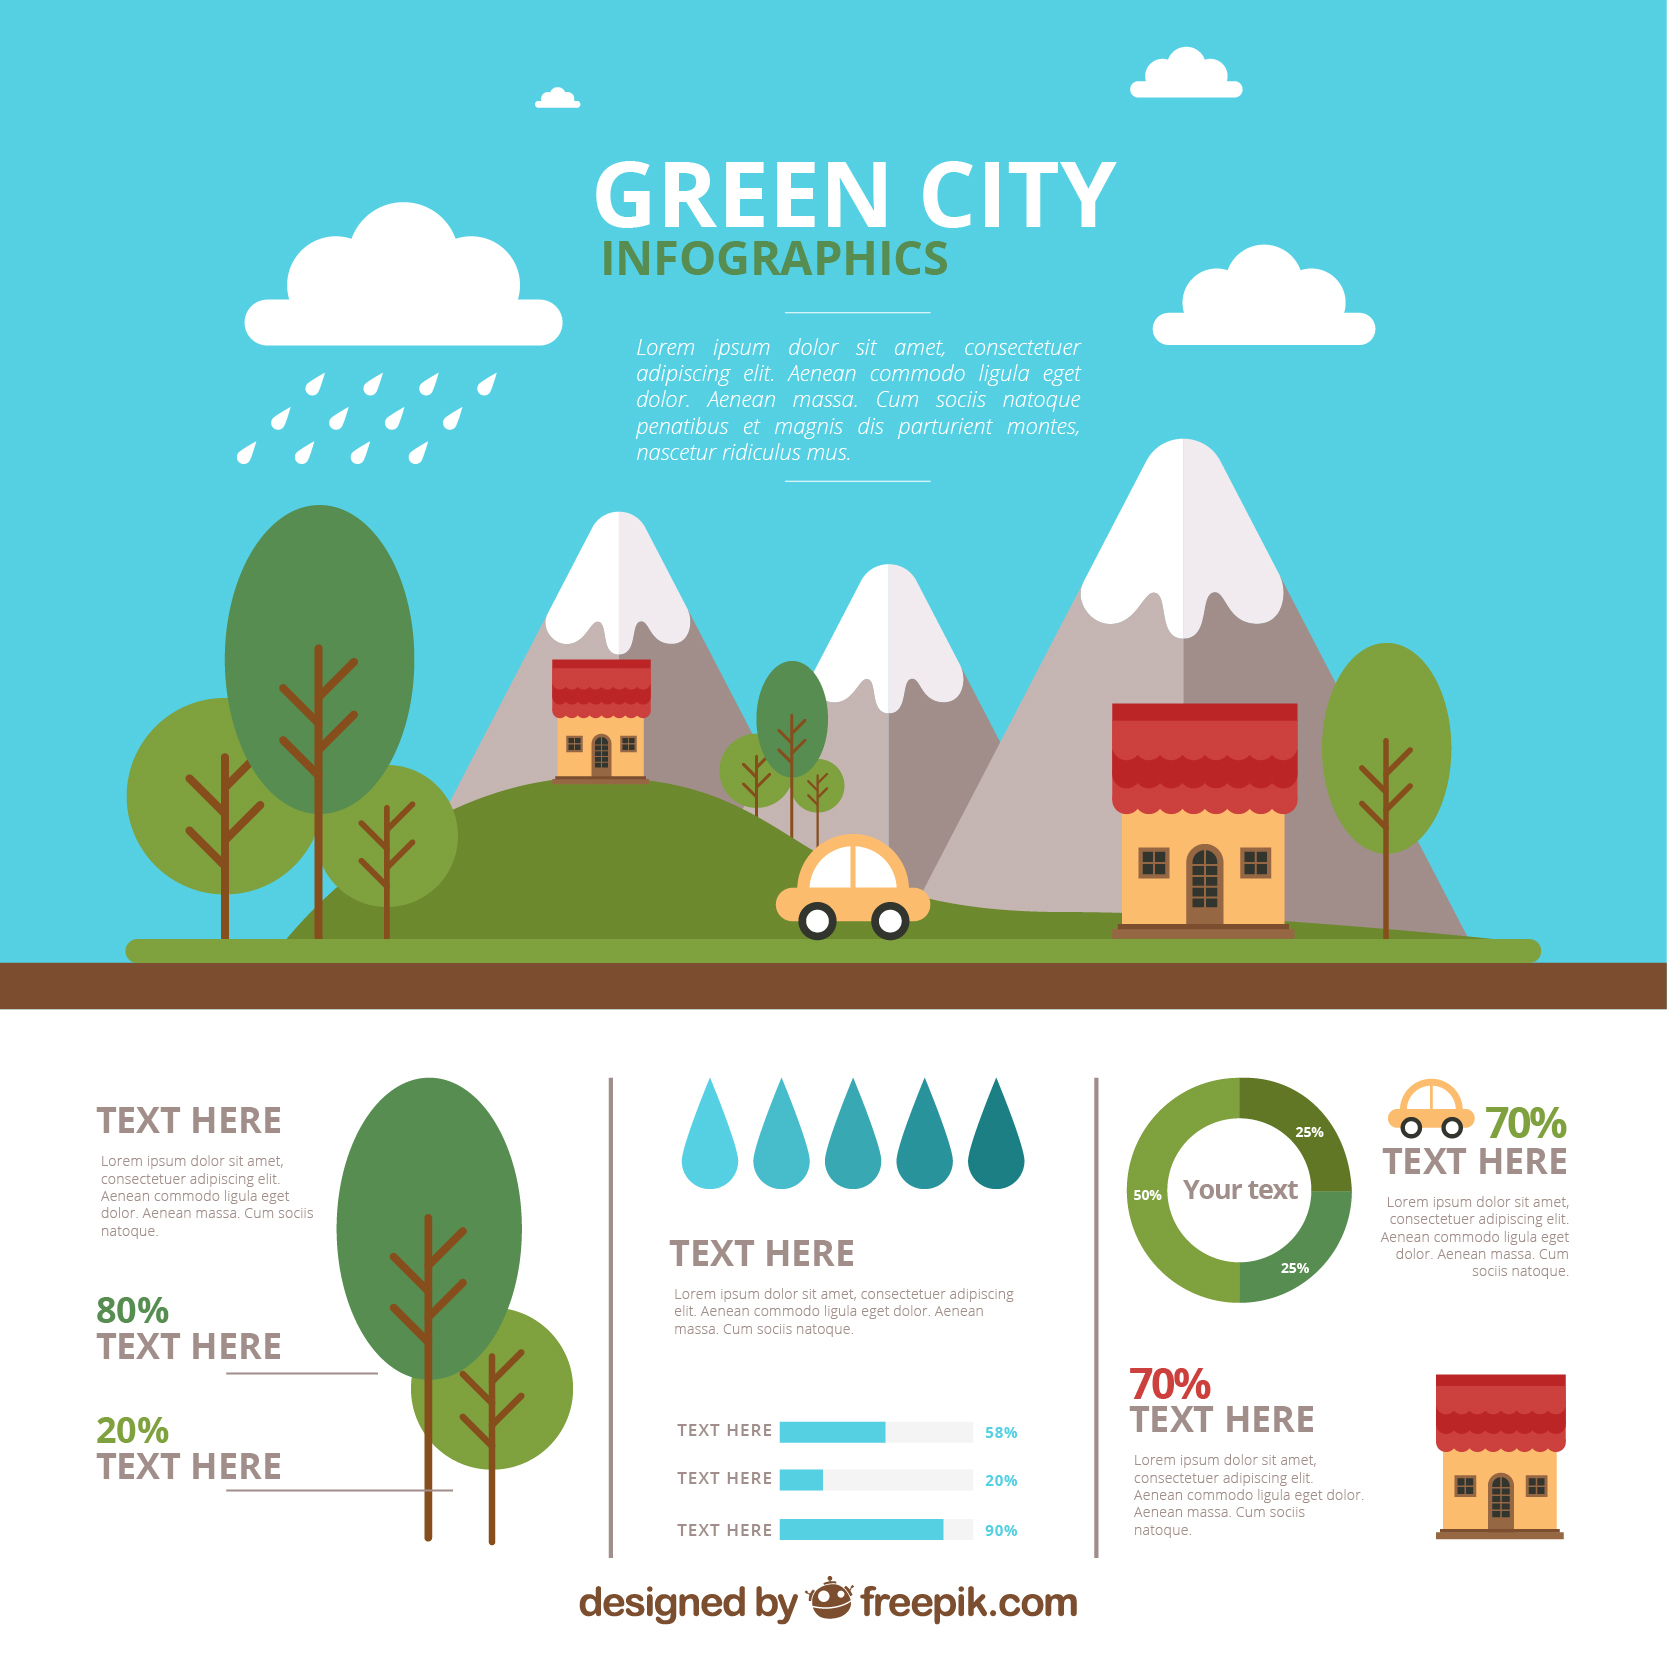 GREEN CITY
INFOGRAPHICS
Lorem ipsum dolor sit amet, consectetuer
adipiscing elit. Aenean commodo ligula eget
dolor. Aenean massa. Cum sociis natoque
penatibus et magnis dis parturient montes,
nascetur ridiculus mus.
TEXT HERE
Lorem ipsum dolor sit amet,
consectetuer adipiscing elit.
Aenean commodo ligula eget
dolor. Aenean massa. Cum sociis
natoque.
80%
TEXT HERE
20%
TEXT HERE
TEXT HERE
Lorem ipsum dolor sit amet, consectetuer adipiscing
elit. Aenean commodo ligula eget dolor. Aenean
massa. Cum sociis natoque.
TEXT HERE 58%
TEXT HERE 20%
TEXT HERE 90%
25%
50%
Your text
25%
70%
TEXT HERE
Lorem ipsum dolor sit amet,
consectetuer adipiscing elit.
Aenean commodo ligula eget
dolor. Aenean massa. Cum
sociis natoque.
70%
TEXT HERE
Lorem ipsum dolor sit amet,
consectetuer adipiscing elit.
Aenean commodo ligula eget dolor.
Aenean massa. Cum sociis
natoque.
designed by freepik.com